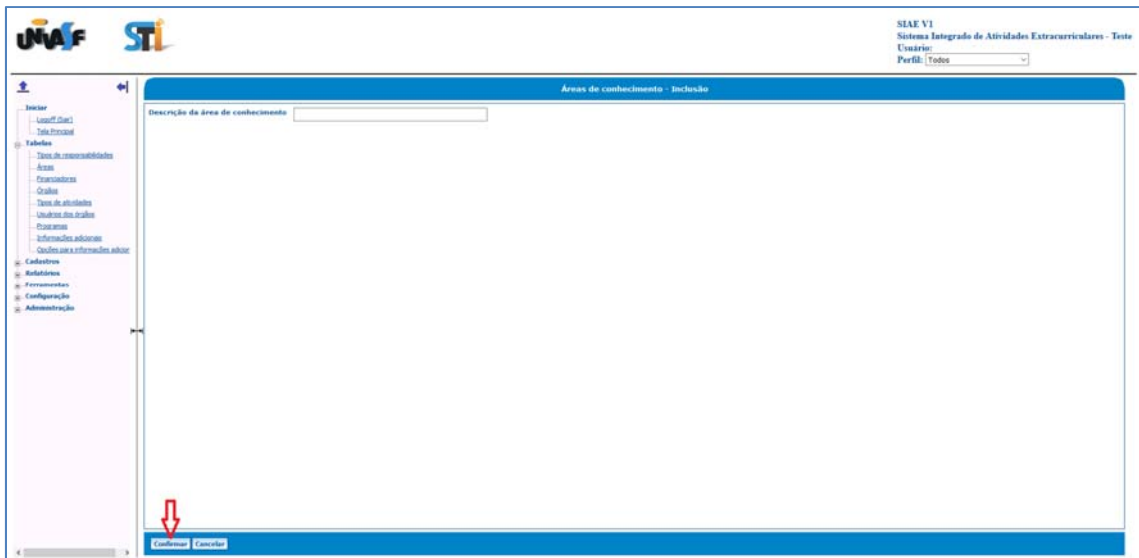 UNIVASF
STI
SIAE V1
Sistema Integrado de Atividades Extracurriculares - Teste
Usuário:
Perfil: Todos
Áreas de conhecimento - Inclusão
Iniciar
Logoff (Sair)
Tela Principal
Tabelas
Tipos de responsabilidades
Áreas
Financiadores
Órgãos
Tipos de atividades
Usuários dos órgãos
Programas
Informações adicionais
Opções para informações adicior
Cadastros
Relatórios
Ferramentas
Configuração
Administração
Descrição da área de conhecimento
Confirmar Cancelar